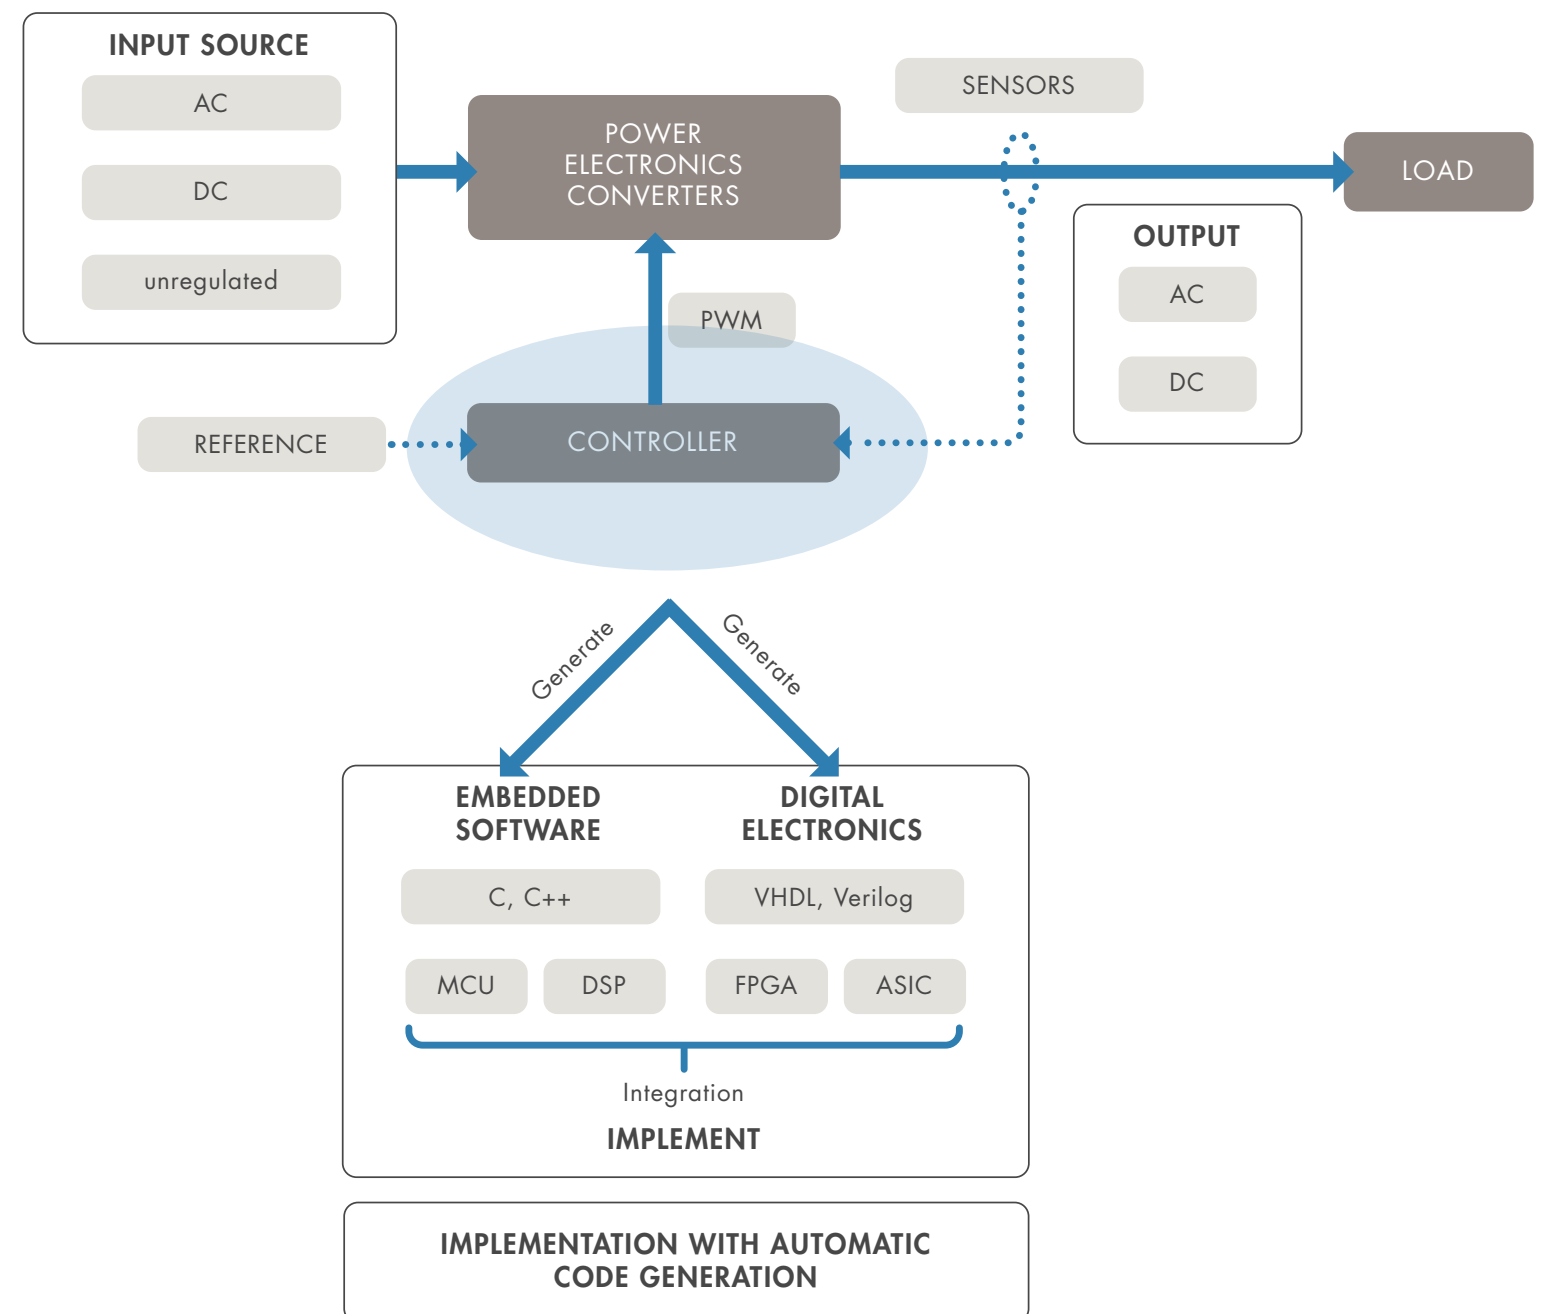 INPUT SOURCE
AC
DC
unregulated
POWER
ELECTRONICS
CONVERTERS
SENSORS
LOAD
OUTPUT
AC
DC
PWM
REFERENCE
CONTROLLER
Generate
Generate
EMBEDDED
SOFTWARE
DIGITAL
ELECTRONICS
C, C++
VHDL, Verilog
MCU
DSP
FPGA
ASIC
Integration
IMPLEMENT
IMPLEMENTATION WITH AUTOMATIC
CODE GENERATION